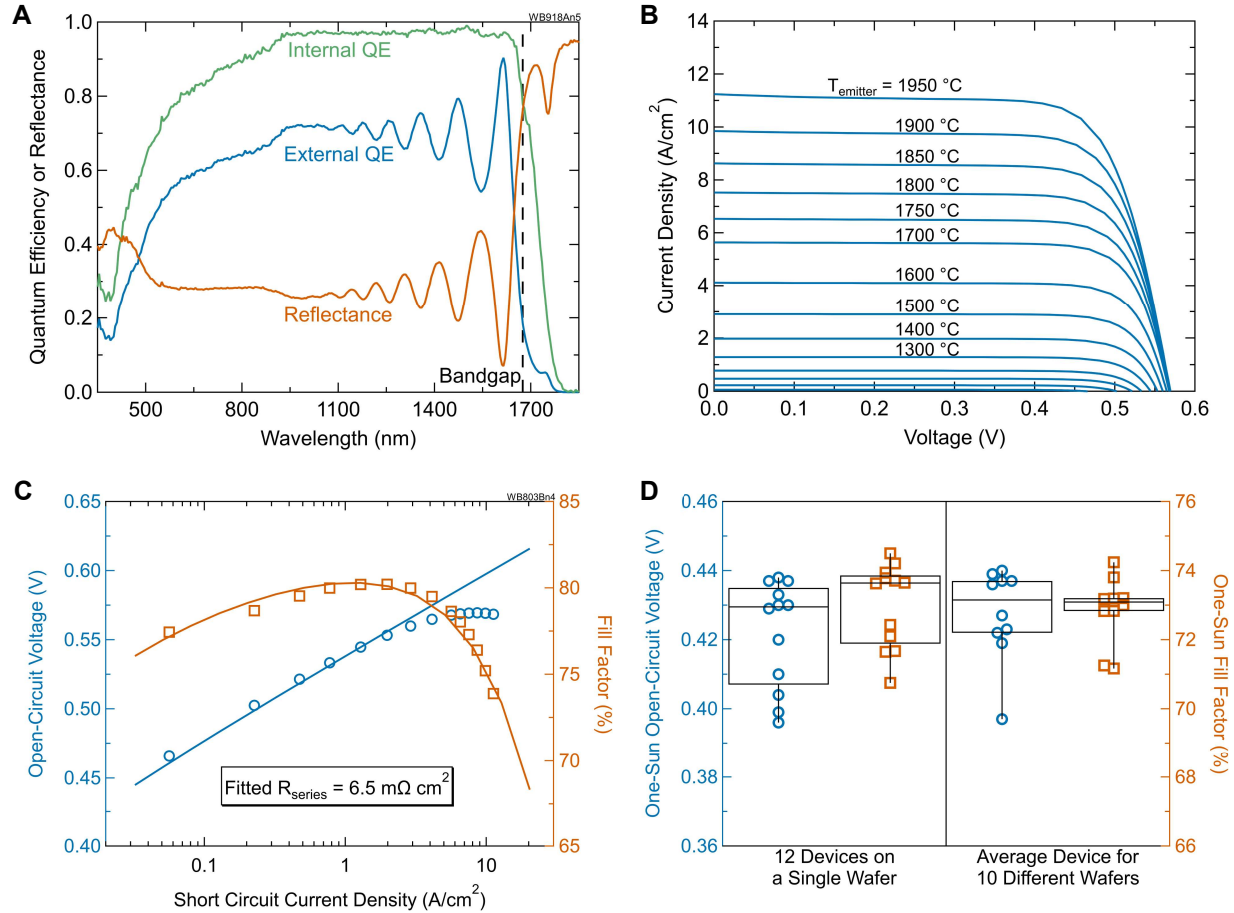 A
WB918An5
1.0
0.8
0.6
0.4
0.2
0.0
Quantum Efficiency or Reflectance
Internal QE
External QE
Reflectance
Bandgap
500
800
1100
1400
1700
Wavelength (nm)
B
14
12
10
8
6
4
2
0
Current Density (A/cm²)
T_emitter = 1950 °C
1900 °C
1850 °C
1800 °C
1750 °C
1700 °C
1600 °C
1500 °C
1400 °C
1300 °C
0.0
0.1
0.2
0.3
0.4
0.5
0.6
Voltage (V)
C
WB803Bn4
0.65
0.60
0.55
0.50
0.45
0.40
Open-Circuit Voltage (V)
85
80
75
70
65
Fill Factor (%)
Fitted R_series = 6.5 mΩ cm²
0.1
1
10
Short Circuit Current Density (A/cm²)
D
0.46
0.44
0.42
0.40
0.38
0.36
One-Sun Open-Circuit Voltage (V)
76
74
72
70
68
66
One-Sun Fill Factor (%)
12 Devices on
a Single Wafer
Average Device for
10 Different Wafers